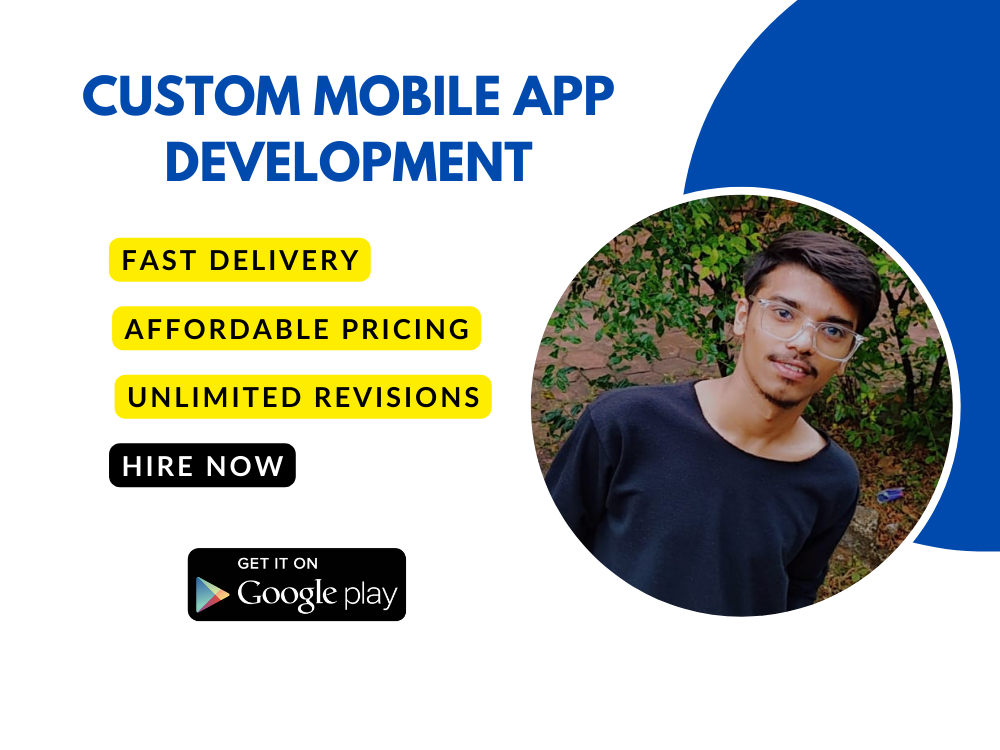 CUSTOM MOBILE APP
DEVELOPMENT
FAST DELIVERY
AFFORDABLE PRICING
UNLIMITED REVISIONS
HIRE NOW
GET IT ON
Google play